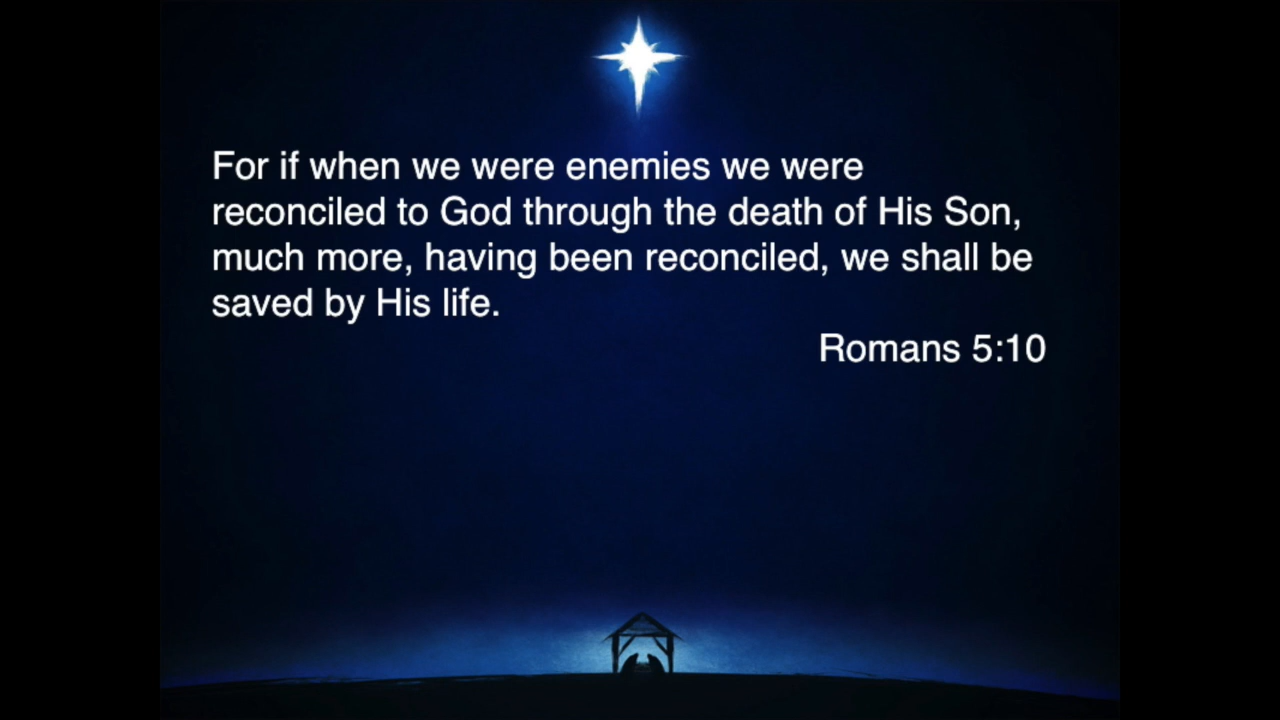 For if when we were enemies we were
reconciled to God through the death of His Son,
much more, having been reconciled, we shall be
saved by His life.
Romans 5:10